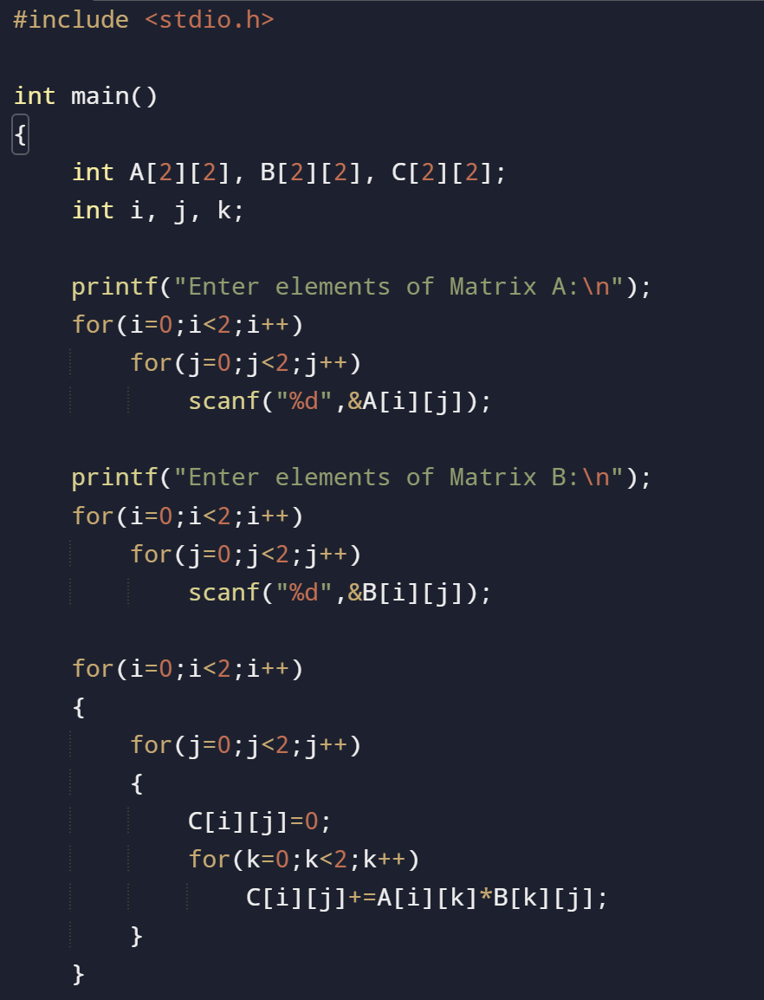 #include <stdio.h>
int main()
{
    int A[2][2], B[2][2], C[2][2];
    int i, j, k;
    printf("Enter elements of Matrix A:\n");
    for(i=0;i<2;i++)
        for(j=0;j<2;j++)
            scanf("%d",&A[i][j]);
    printf("Enter elements of Matrix B:\n");
    for(i=0;i<2;i++)
        for(j=0;j<2;j++)
            scanf("%d",&B[i][j]);
    for(i=0;i<2;i++)
    {
        for(j=0;j<2;j++)
        {
            C[i][j]=0;
            for(k=0;k<2;k++)
                C[i][j]+=A[i][k]*B[k][j];
        }
    }